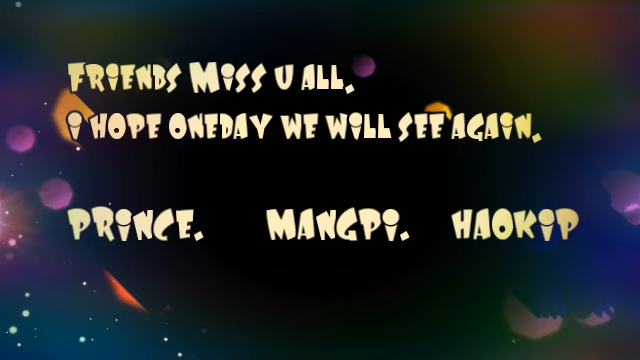 Friends Miss u all.
i hope oneday we will see again.
Prince. Mangpi. Haokip